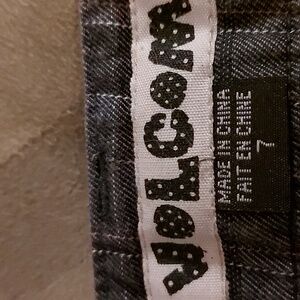 VOLCOM
MADE IN CHINA
FAIT EN CHINE
7